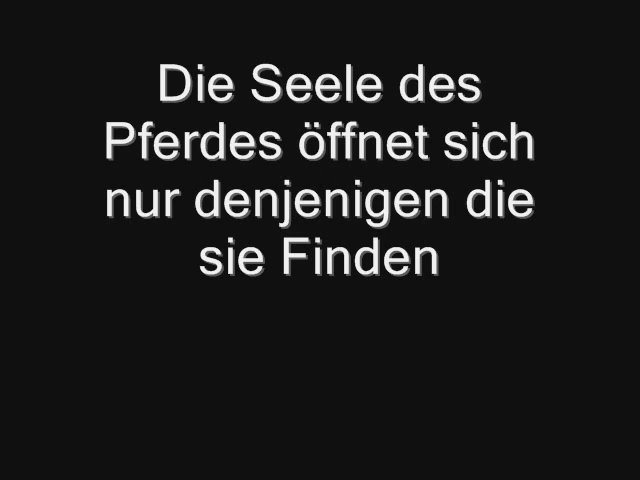 Die Seele des
Pferdes öffnet sich
nur denjenigen die
sie Finden